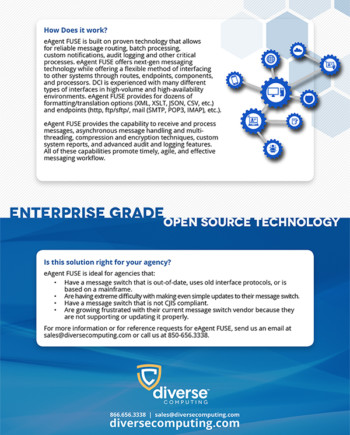 How Does it work?
eAgent FUSE is built on proven technology that allows
for reliable message routing, batch processing,
custom notifications, audit logging and other critical
processes. eAgent FUSE offers next-gen messaging
technology while offering a flexible method of interfacing
to other systems through routes, endpoints, components,
and processors. DCI is experienced with many different
types of interfaces in high-volume and high-availability
environments. eAgent FUSE provides for dozens of
formatting/translation options (XML, XSLT, JSON, CSV, etc.)
and endpoints (http, ftp/sftp/, mail (SMTP, POP3, IMAP), etc.).
eAgent FUSE provides the capability to receive and process
messages, asynchronous message handling and multi-
threading, compression and encryption techniques, custom
system reports, and advanced audit and logging features.
All of these capabilities promote timely, agile, and effective
messaging workflow.
ENTERPRISE GRADE
OPEN SOURCE TECHNOLOGY
Is this solution right for your agency?
eAgent FUSE is ideal for agencies that:
• Have a message switch that is out-of-date, uses old interface protocols, or is
based on a mainframe.
• Are having extreme difficulty with making even simple updates to their message switch.
• Have a message switch that is not CJIS compliant.
• Are growing frustrated with their current message switch vendor because they
are not supporting or updating it properly.
For more information or for reference requests for eAgent FUSE, send us an email at
sales@diversecomputing.com or call us at 850-656.3338.
diverse
COMPUTING
866.656.3338 | sales@diversecomputing.com
diversecomputing.com